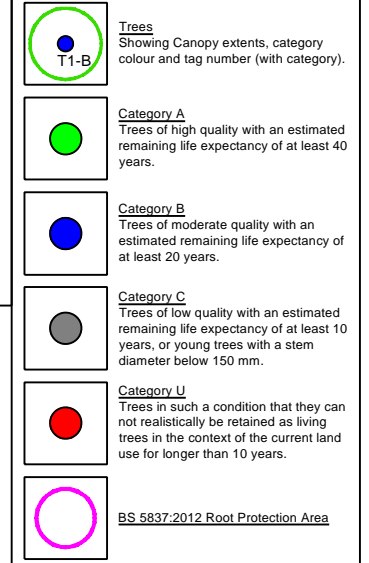 Trees
Showing Canopy extents, category
colour and tag number (with category).
T1-B
Category A
Trees of high quality with an estimated
remaining life expectancy of at least 40
years.
Category B
Trees of moderate quality with an
estimated remaining life expectancy of
at least 20 years.
Category C
Trees of low quality with an estimated
remaining life expectancy of at least 10
years, or young trees with a stem
diameter below 150 mm.
Category U
Trees in such a condition that they can
not realistically be retained as living
trees in the context of the current land
use for longer than 10 years.
BS 5837:2012 Root Protection Area